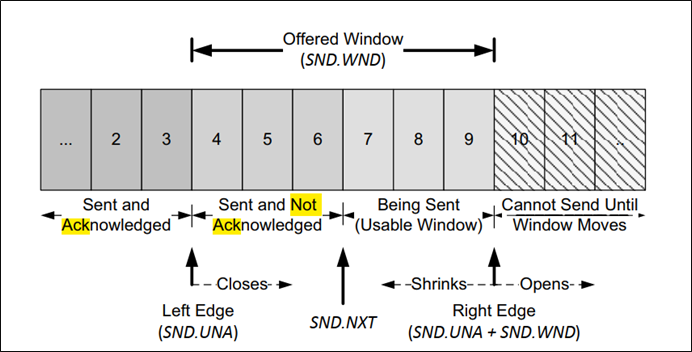 Offered Window
(SND.WND)
... 2 3 4 5 6 7 8 9 10 11 ..
Sent and Acknowledged
Sent and Not Acknowledged
Being Sent (Usable Window)
Cannot Send Until Window Moves
Closes
Shrinks
Opens
Left Edge
(SND.UNA)
SND.NXT
Right Edge
(SND.UNA + SND.WND)